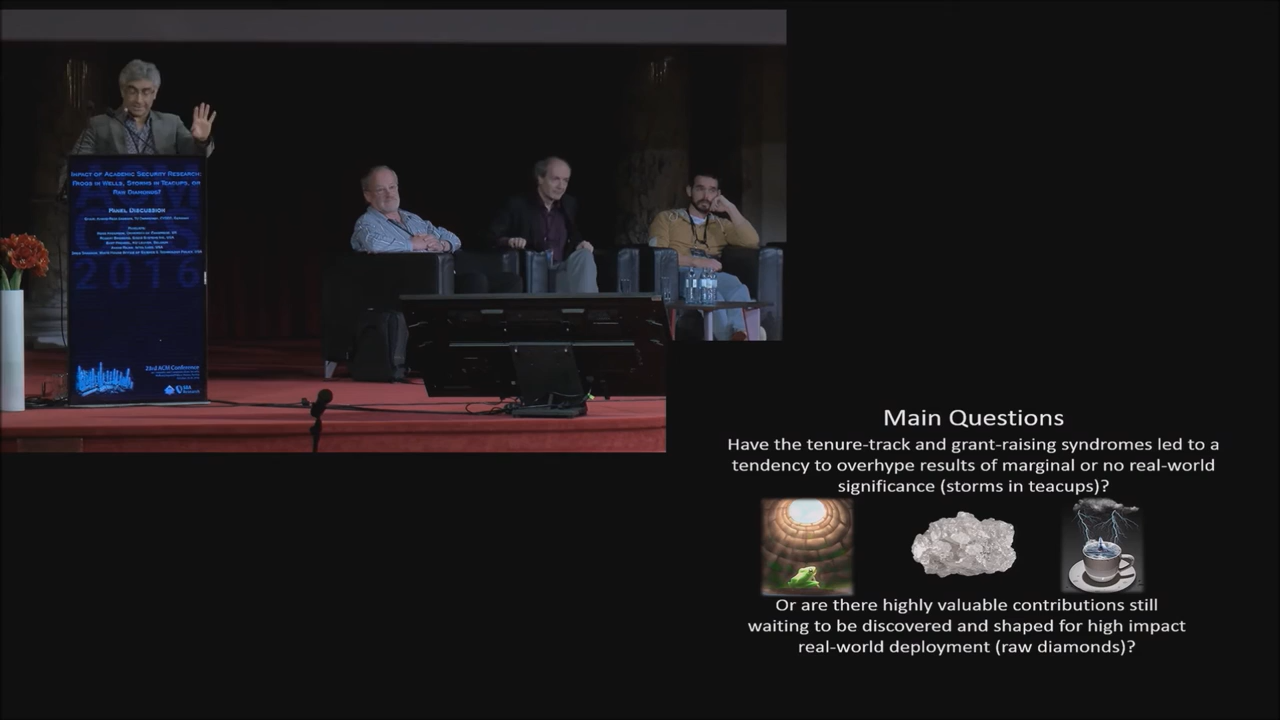 Impact of Academic Security Research:
Frogs in Wells, Storms in Teacups, or
Raw Diamonds?
Panel Discussion
2016
23rd ACM Conference
Main Questions
Have the tenure-track and grant-raising syndromes led to a
tendency to overhype results of marginal or no real-world
significance (storms in teacups)?
Or are there highly valuable contributions still
waiting to be discovered and shaped for high impact
real-world deployment (raw diamonds)?